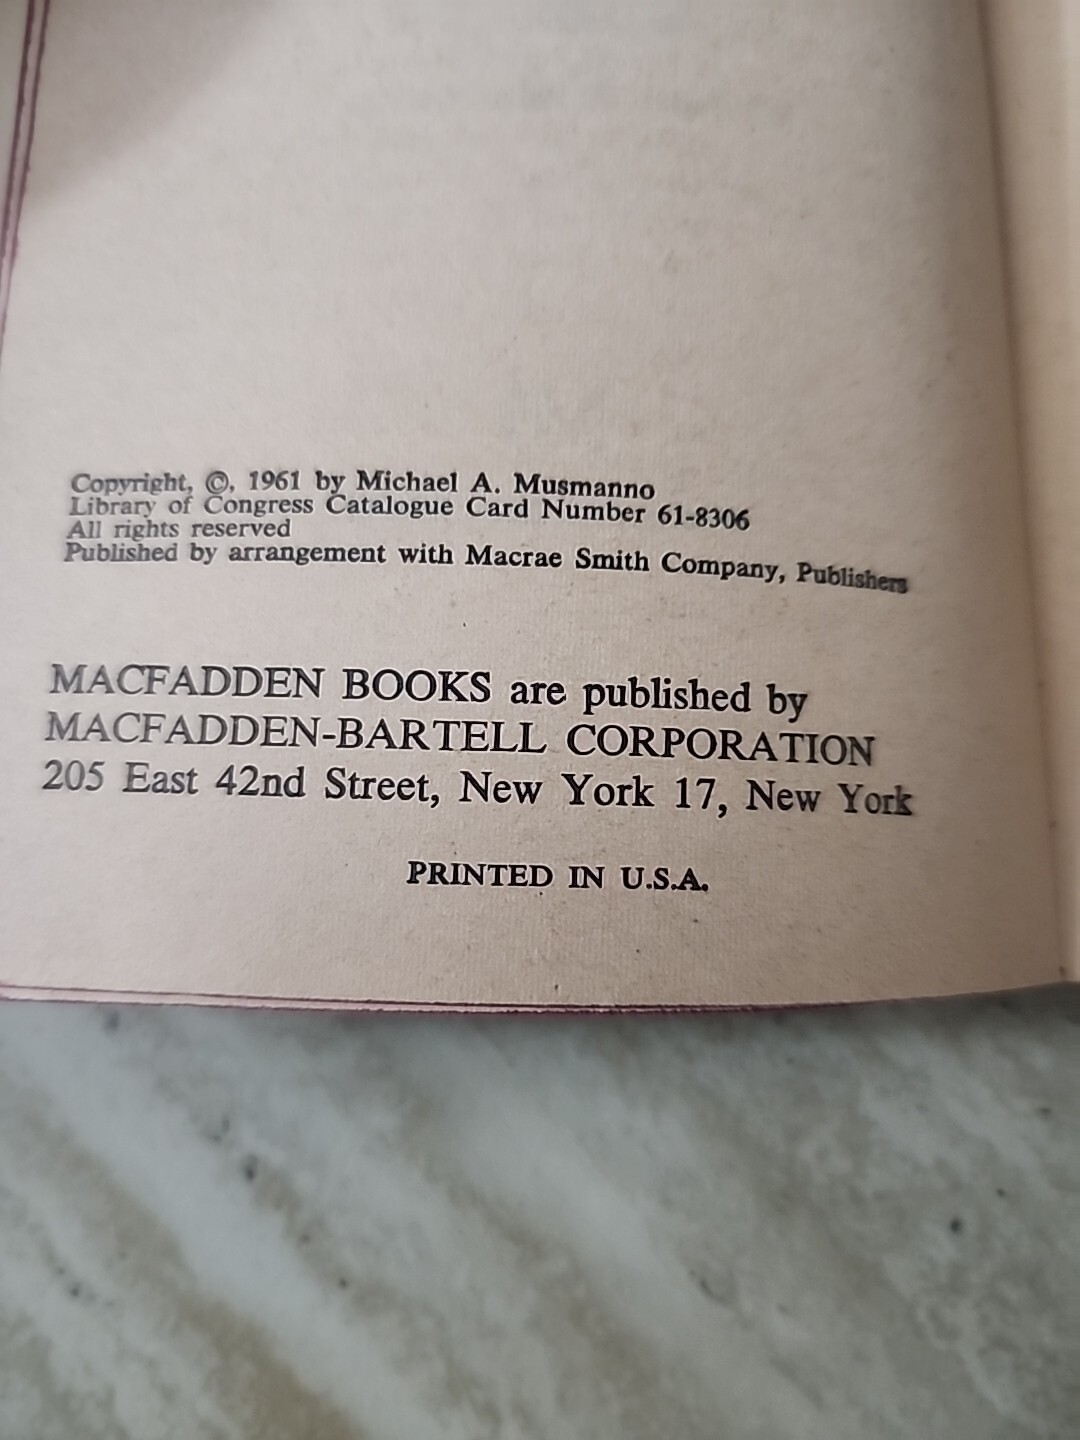 Copyright, ©, 1961 by Michael A. Musmanno
Library of Congress Catalogue Card Number 61-8306
All rights reserved
Published by arrangement with Macrae Smith Company, Publishers
MACFADDEN BOOKS are published by
MACFADDEN-BARTELL CORPORATION
205 East 42nd Street, New York 17, New York
PRINTED IN U.S.A.